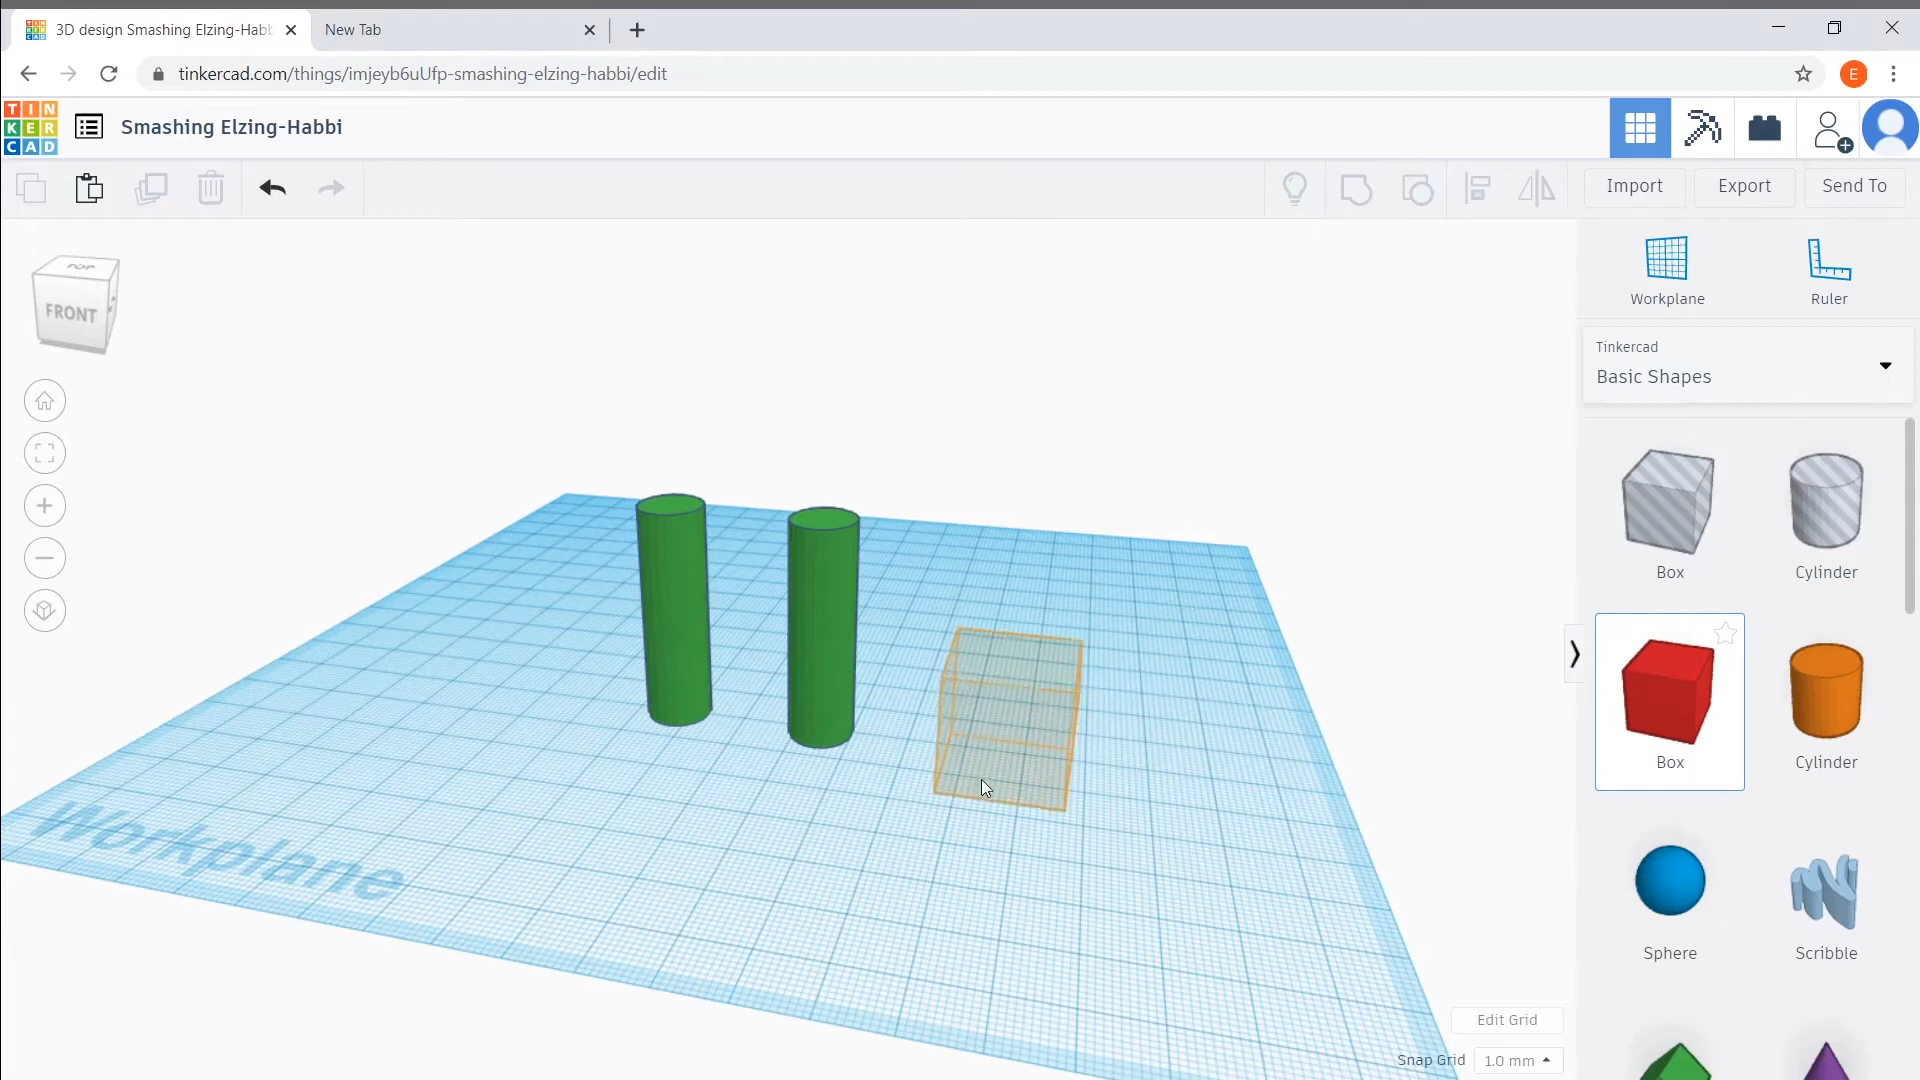 3D design Smashing Elzing-Habb
New Tab
tinkercad.com/things/imjeyb6uUfp-smashing-elzing-habbi/edit
E
TIN
KER
CAD
Smashing Elzing-Habbi
Import
Export
Send To
TOP
FRONT
Workplane
Ruler
Tinkercad
Basic Shapes
Box
Cylinder
Box
Cylinder
Sphere
Scribble
Workplane
Edit Grid
Snap Grid
1.0 mm